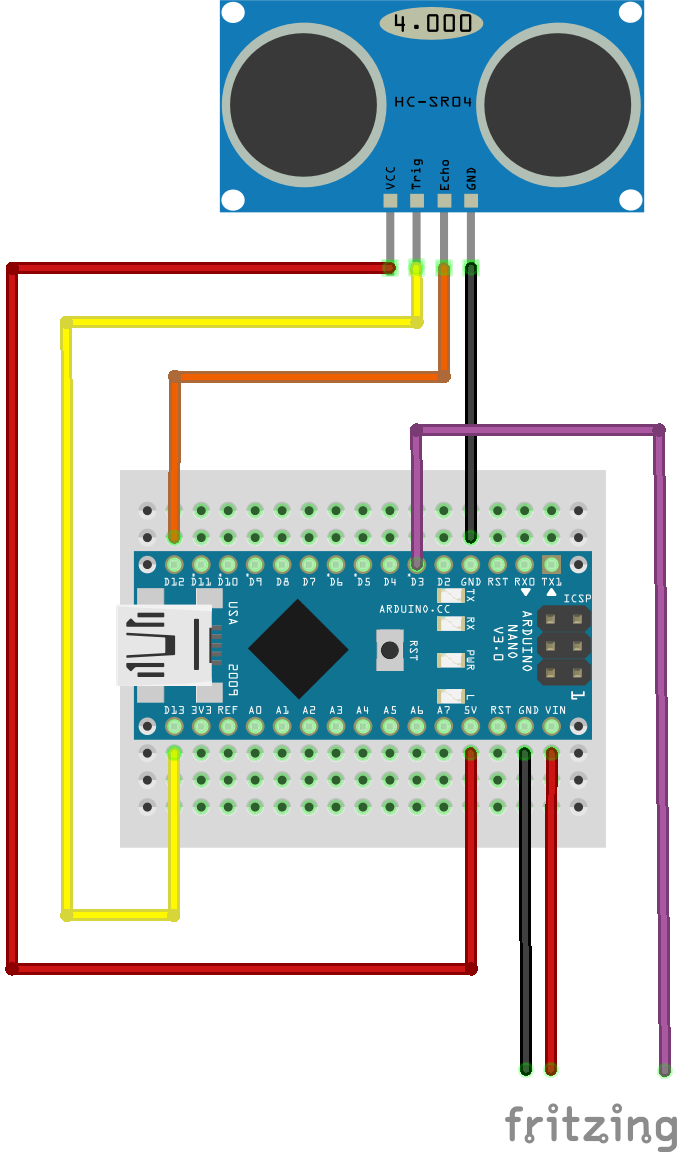 4.000
HC-SR04
VCC Trig Echo GND
D12 D11 D10 D9 D8 D7 D6 D5 D4 D3 D2 GND RST RX0 TX1
USA
2009
ARDUINO.CC
RST
TX
RX
PWR
L
ARDUINO
NANO
V3.0
ICSP
1
D13 3V3 REF A0 A1 A2 A3 A4 A5 A6 A7 5V RST GND VIN
fritzing